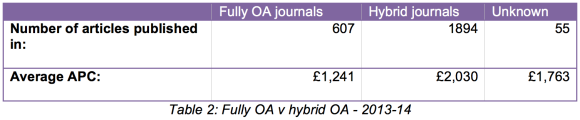 Fully OA journals Hybrid journals Unknown
Number of articles published 607 1894 55
in:
Average APC: £1,241 £2,030 £1,763
Table 2: Fully OA v hybrid OA - 2013-14